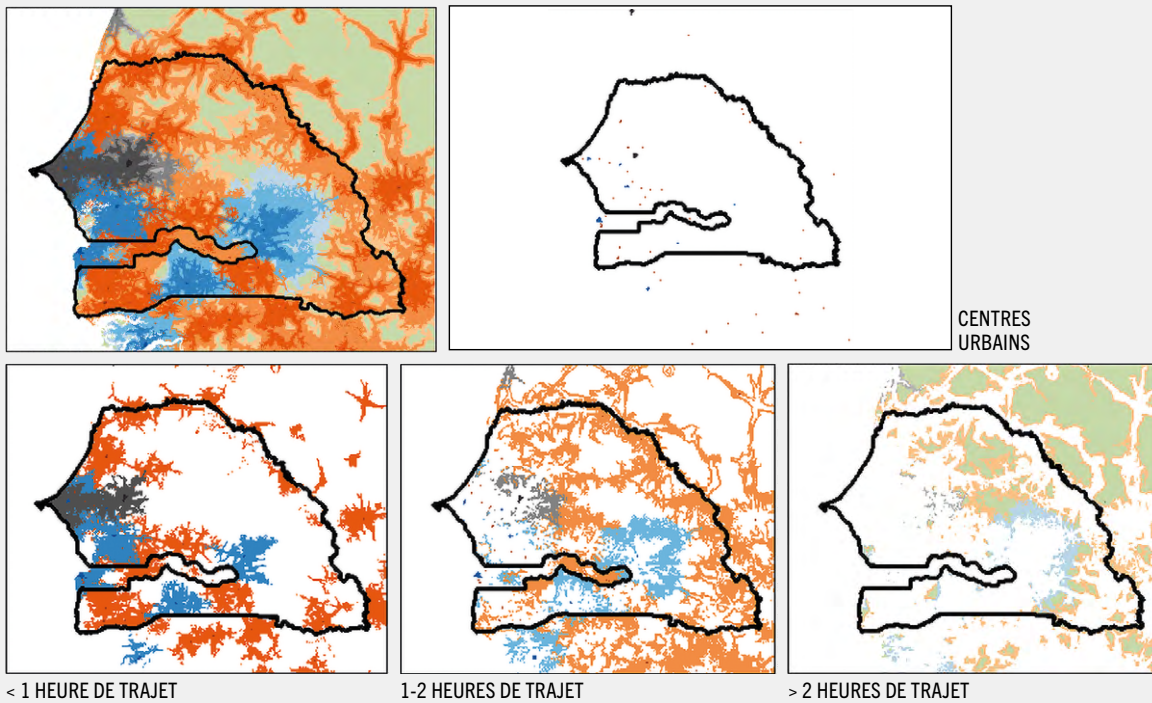 CENTRES
URBAINS
< 1 HEURE DE TRAJET
1-2 HEURES DE TRAJET
> 2 HEURES DE TRAJET